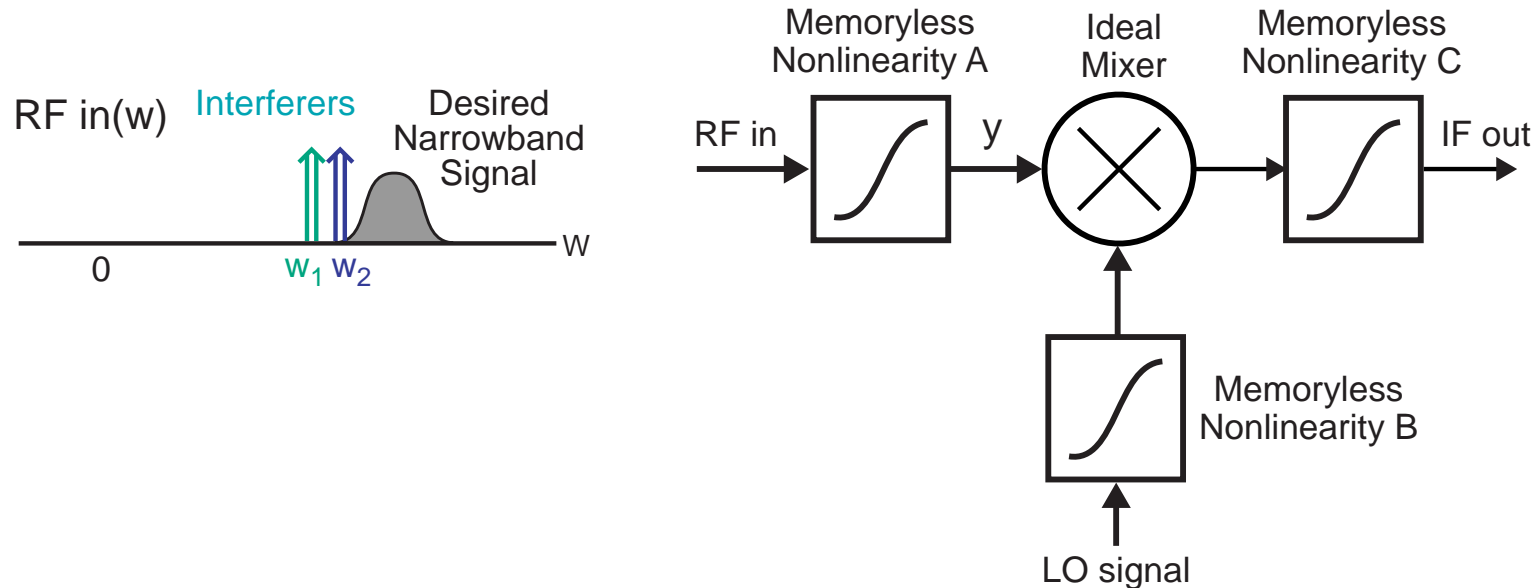 RF in(w)
Interferers
Desired
Narrowband
Signal
0
w1
w2
W
Memoryless
Nonlinearity A
Ideal
Mixer
Memoryless
Nonlinearity C
RF in
y
IF out
Memoryless
Nonlinearity B
LO signal